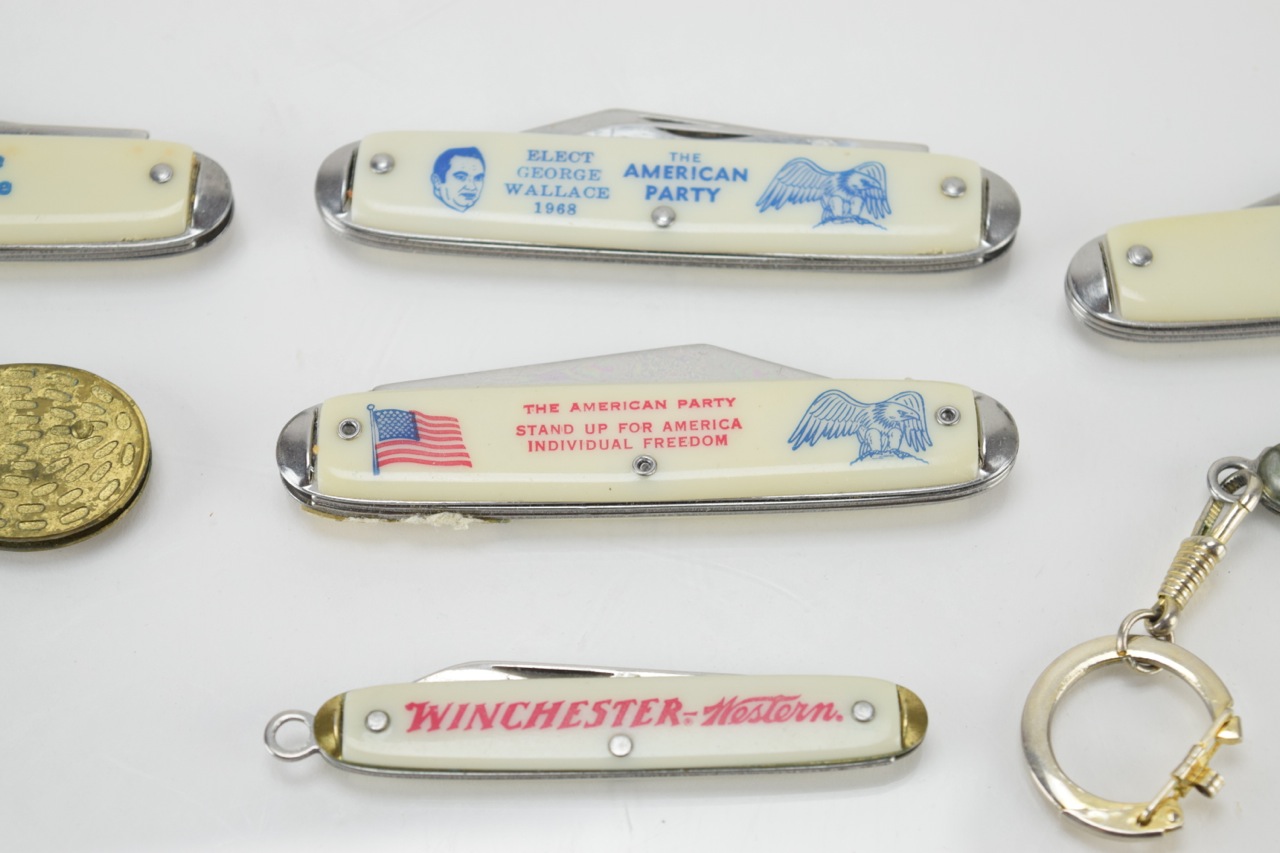 ELECT
GEORGE
WALLACE
1968
THE
AMERICAN
PARTY
THE AMERICAN PARTY
STAND UP FOR AMERICA
INDIVIDUAL FREEDOM
WINCHESTER-Western.